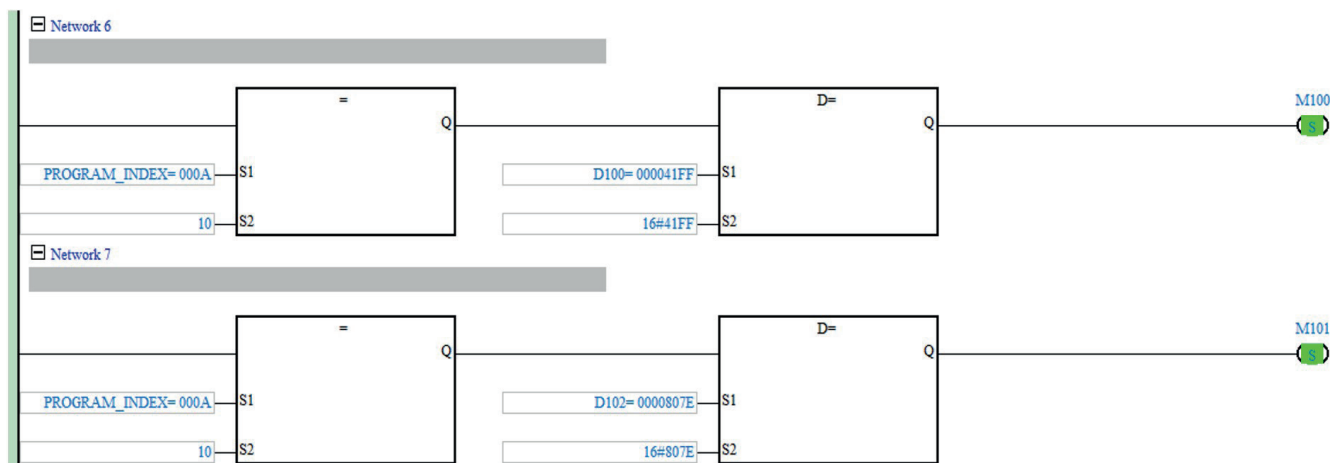 Network 6
= D= M100
Q Q S
PROGRAM_INDEX= 000A S1 D100= 000041FF S1
10 S2 16#41FF S2
Network 7
= D= M101
Q Q S
PROGRAM_INDEX= 000A S1 D102= 0000807E S1
10 S2 16#807E S2